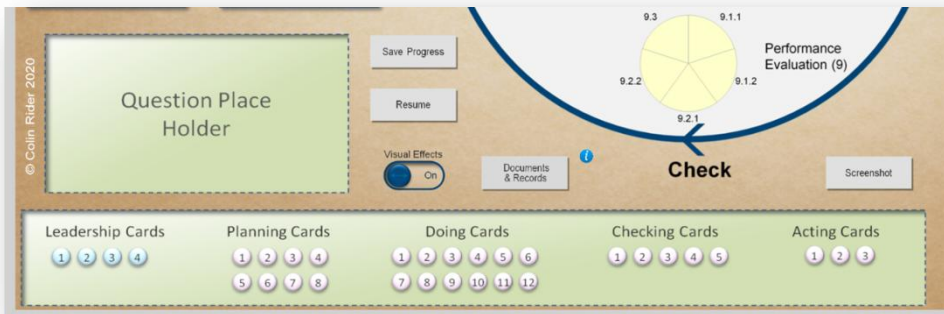 © Colin Rider 2020
Question Place
Holder
Save Progress
Resume
Visual Effects
On
Documents
& Records
i
9.3
9.1.1
9.2.2
9.1.2
9.2.1
Performance
Evaluation (9)
Check
Screenshot
Leadership Cards
1 2 3 4
Planning Cards
1 2 3 4
5 6 7 8
Doing Cards
1 2 3 4 5 6
7 8 9 10 11 12
Checking Cards
1 2 3 4 5
Acting Cards
1 2 3